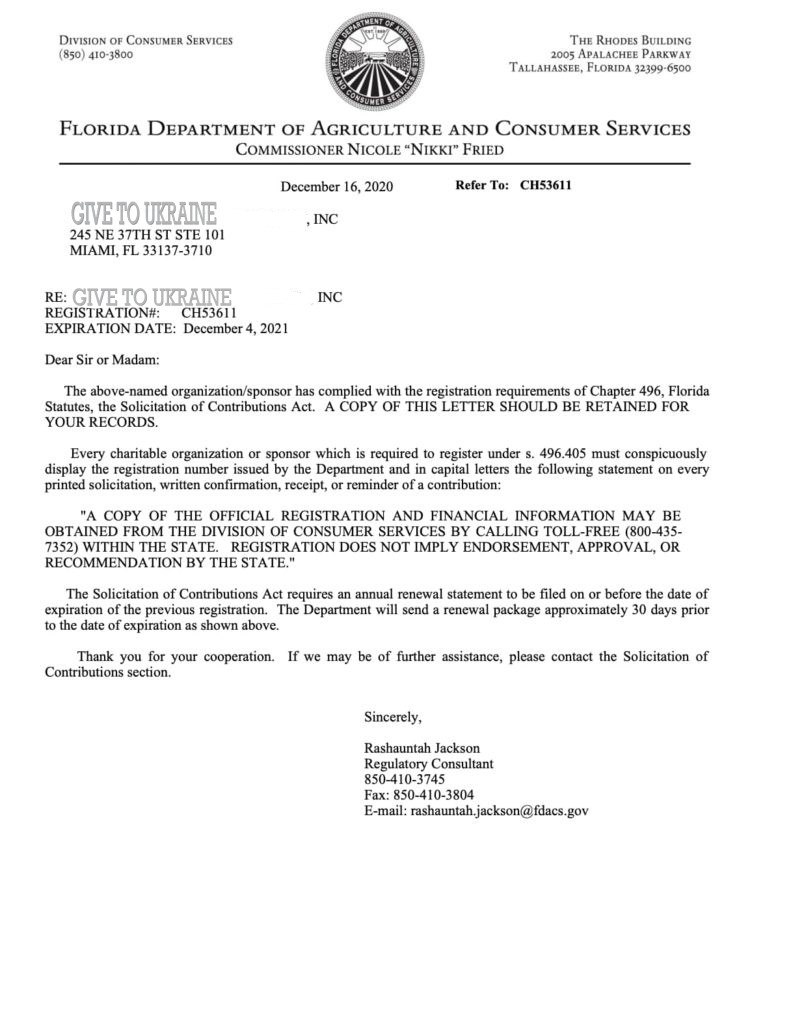 DIVISION OF CONSUMER SERVICES
(850) 410-3800
FLORIDA DEPARTMENT OF AGRICULTURE
AND CONSUMER SERVICES
EST 1868
THE RHODES BUILDING
2005 APALACHEE PARKWAY
TALLAHASSEE, FLORIDA 32399-6500
FLORIDA DEPARTMENT OF AGRICULTURE AND CONSUMER SERVICES
COMMISSIONER NICOLE “NIKKI” FRIED
December 16, 2020 Refer To: CH53611
GIVE TO UKRAINE , INC
245 NE 37TH ST STE 101
MIAMI, FL 33137-3710
RE: GIVE TO UKRAINE INC
REGISTRATION#: CH53611
EXPIRATION DATE: December 4, 2021
Dear Sir or Madam:
The above-named organization/sponsor has complied with the registration requirements of Chapter 496, Florida
Statutes, the Solicitation of Contributions Act. A COPY OF THIS LETTER SHOULD BE RETAINED FOR
YOUR RECORDS.
Every charitable organization or sponsor which is required to register under s. 496.405 must conspicuously
display the registration number issued by the Department and in capital letters the following statement on every
printed solicitation, written confirmation, receipt, or reminder of a contribution:
"A COPY OF THE OFFICIAL REGISTRATION AND FINANCIAL INFORMATION MAY BE
OBTAINED FROM THE DIVISION OF CONSUMER SERVICES BY CALLING TOLL-FREE (800-435-
7352) WITHIN THE STATE. REGISTRATION DOES NOT IMPLY ENDORSEMENT, APPROVAL, OR
RECOMMENDATION BY THE STATE."
The Solicitation of Contributions Act requires an annual renewal statement to be filed on or before the date of
expiration of the previous registration. The Department will send a renewal package approximately 30 days prior
to the date of expiration as shown above.
Thank you for your cooperation. If we may be of further assistance, please contact the Solicitation of
Contributions section.
Sincerely,
Rashauntah Jackson
Regulatory Consultant
850-410-3745
Fax: 850-410-3804
E-mail: rashauntah.jackson@fdacs.gov